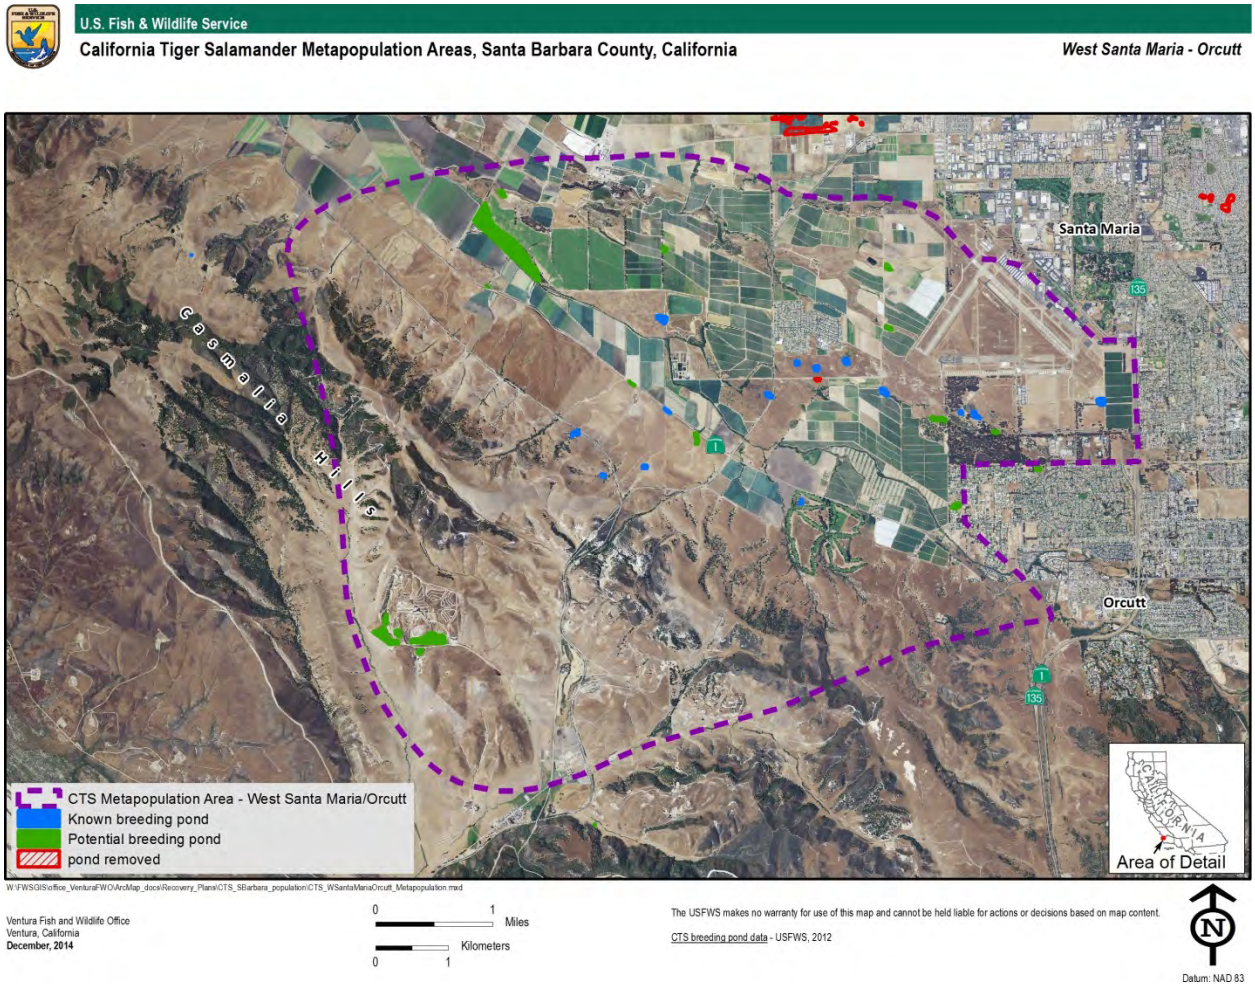 U.S.
FISH & WILDLIFE
SERVICE
U.S. Fish & Wildlife Service
California Tiger Salamander Metapopulation Areas, Santa Barbara County, California
West Santa Maria - Orcutt
Santa Maria
135
Casmalia Hills
1
Orcutt
1
135
CTS Metapopulation Area - West Santa Maria/Orcutt
Known breeding pond
Potential breeding pond
pond removed
CALIFORNIA
Area of Detail
W:\FWSGIS\office_VenturaFWO\ArcMap_docs\Recovery_Plans\CTS_SBarbara_population\CTS_WSantaMariaOrcutt_Metapopulation.mxd
Ventura Fish and Wildlife Office
Ventura, California
December, 2014
0 1
Miles
Kilometers
0 1
The USFWS makes no warranty for use of this map and cannot be held liable for actions or decisions based on map content.
CTS breeding pond data - USFWS, 2012
N
Datum: NAD 83